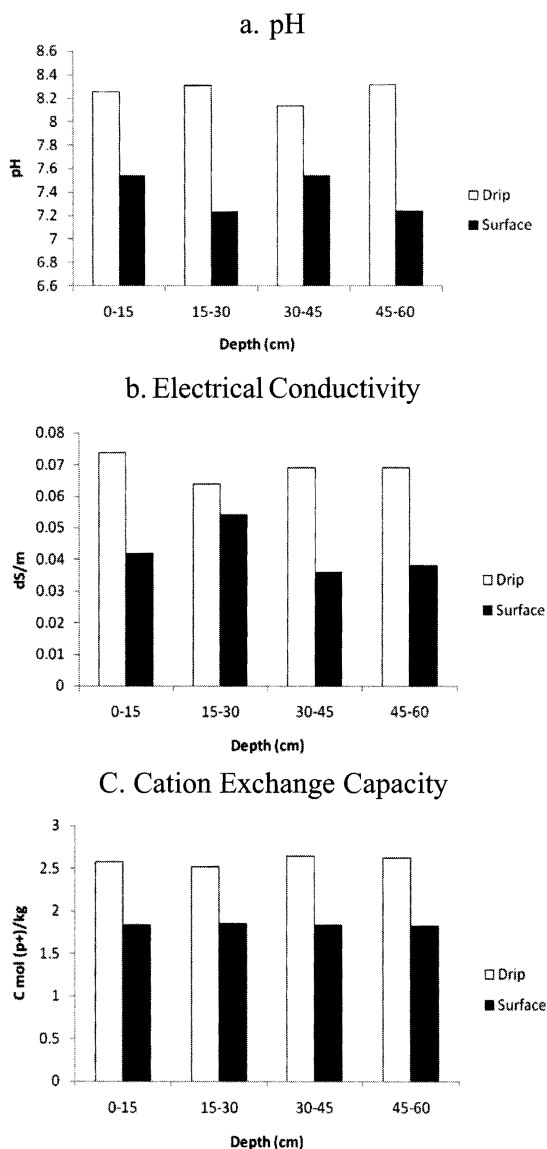 a. pH
8.6
8.4
8.2
8
7.8
7.6
7.4
7.2
7
6.8
6.6
pH
Drip
Surface
0-15 15-30 30-45 45-60
Depth (cm)
b. Electrical Conductivity
0.08
0.07
0.06
0.05
0.04
0.03
0.02
0.01
0
dS/m
Drip
Surface
0-15 15-30 30-45 45-60
Depth (cm)
C. Cation Exchange Capacity
3
2.5
2
1.5
1
0.5
0
C mol (p+)/kg
Drip
Surface
0-15 15-30 30-45 45-60
Depth (cm)